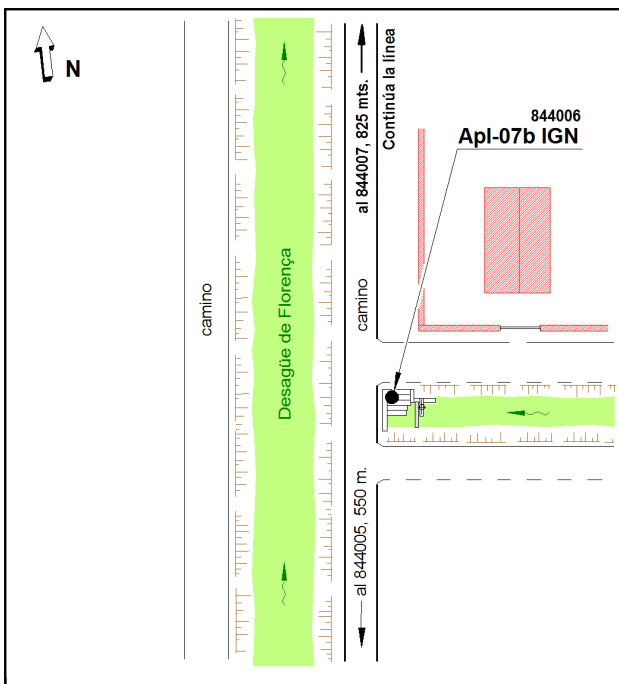 N
al 844007, 825 mts.
Continúa la línea
844006
Apl-07b IGN
camino
Desagüe de Florença
camino
al 844005, 550 m.